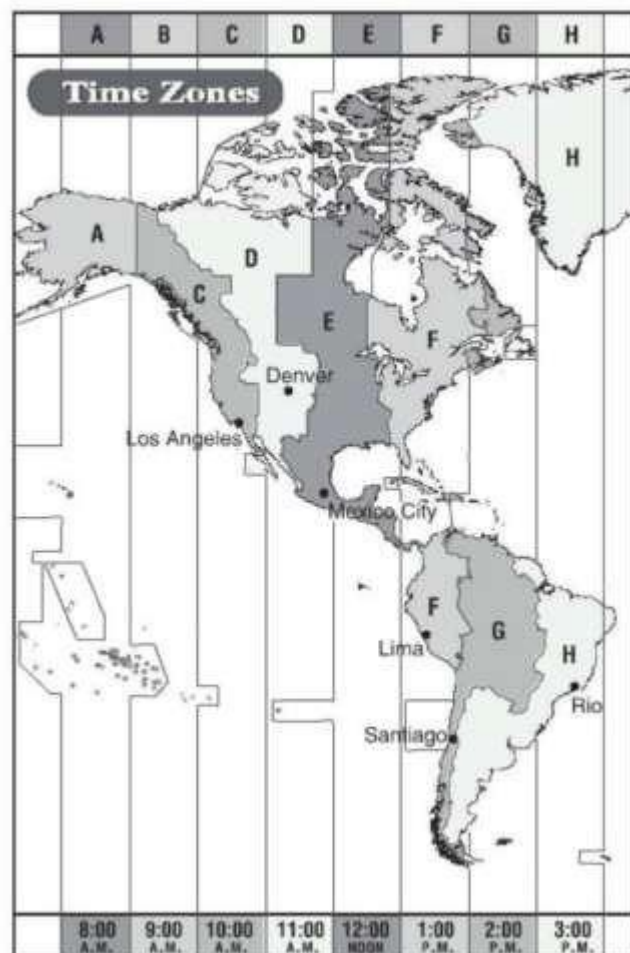 A B C D E F G H
Time Zones
H
A
D
C
E
F
Denver
Los Angeles
Mexico City
F
G
Lima
H
Rio
Santiago
8:00 9:00 10:00 11:00 12:00 1:00 2:00 3:00
A.M. A.M. A.M. A.M. NOON P.M. P.M. P.M.